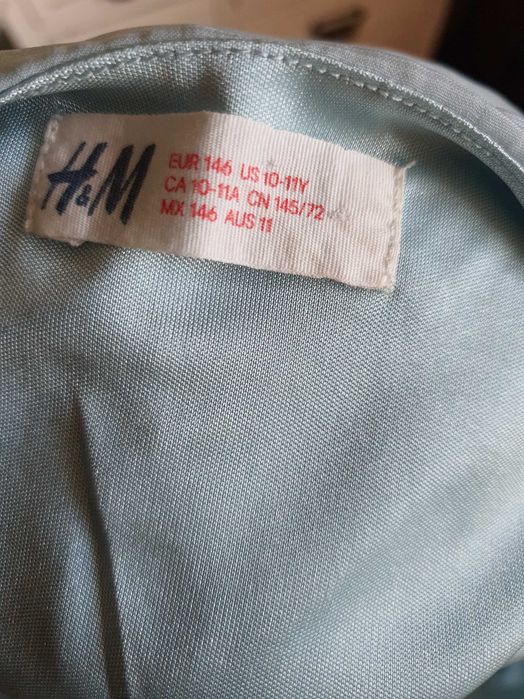 H&M
EUR 146 US 10-11Y
CA 10-11A CN 145/72
MX 146 AUS 11